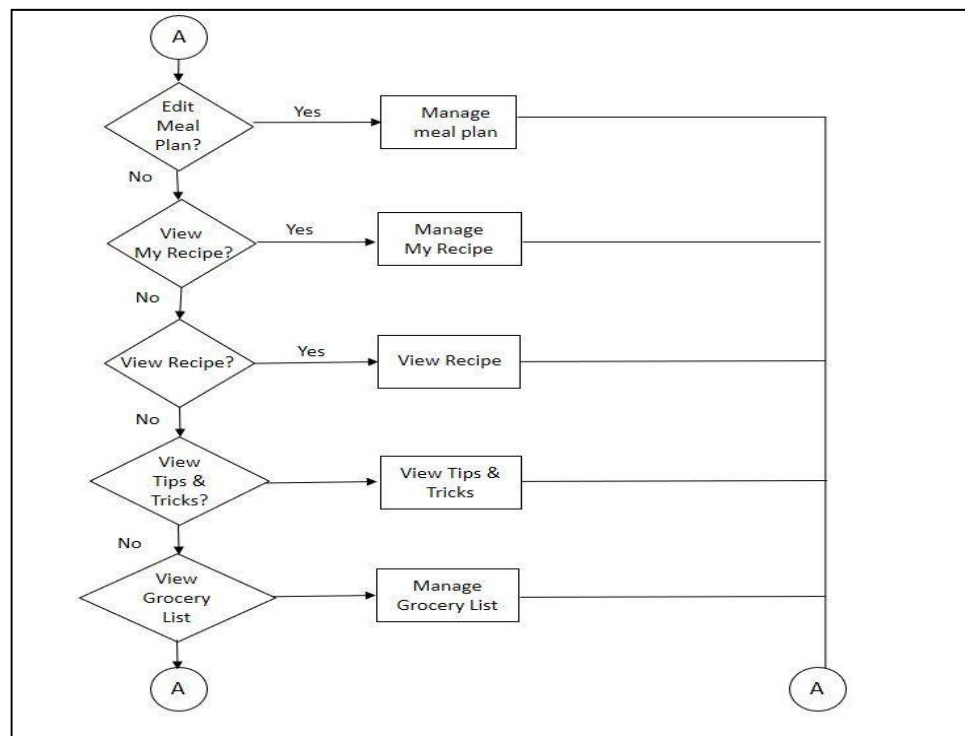 A
Edit
Meal
Plan?
Yes
Manage
meal plan
No
View
My Recipe?
Yes
Manage
My Recipe
No
View Recipe?
Yes
View Recipe
No
View
Tips &
Tricks?
View Tips &
Tricks
No
View
Grocery
List
Manage
Grocery List
A
A